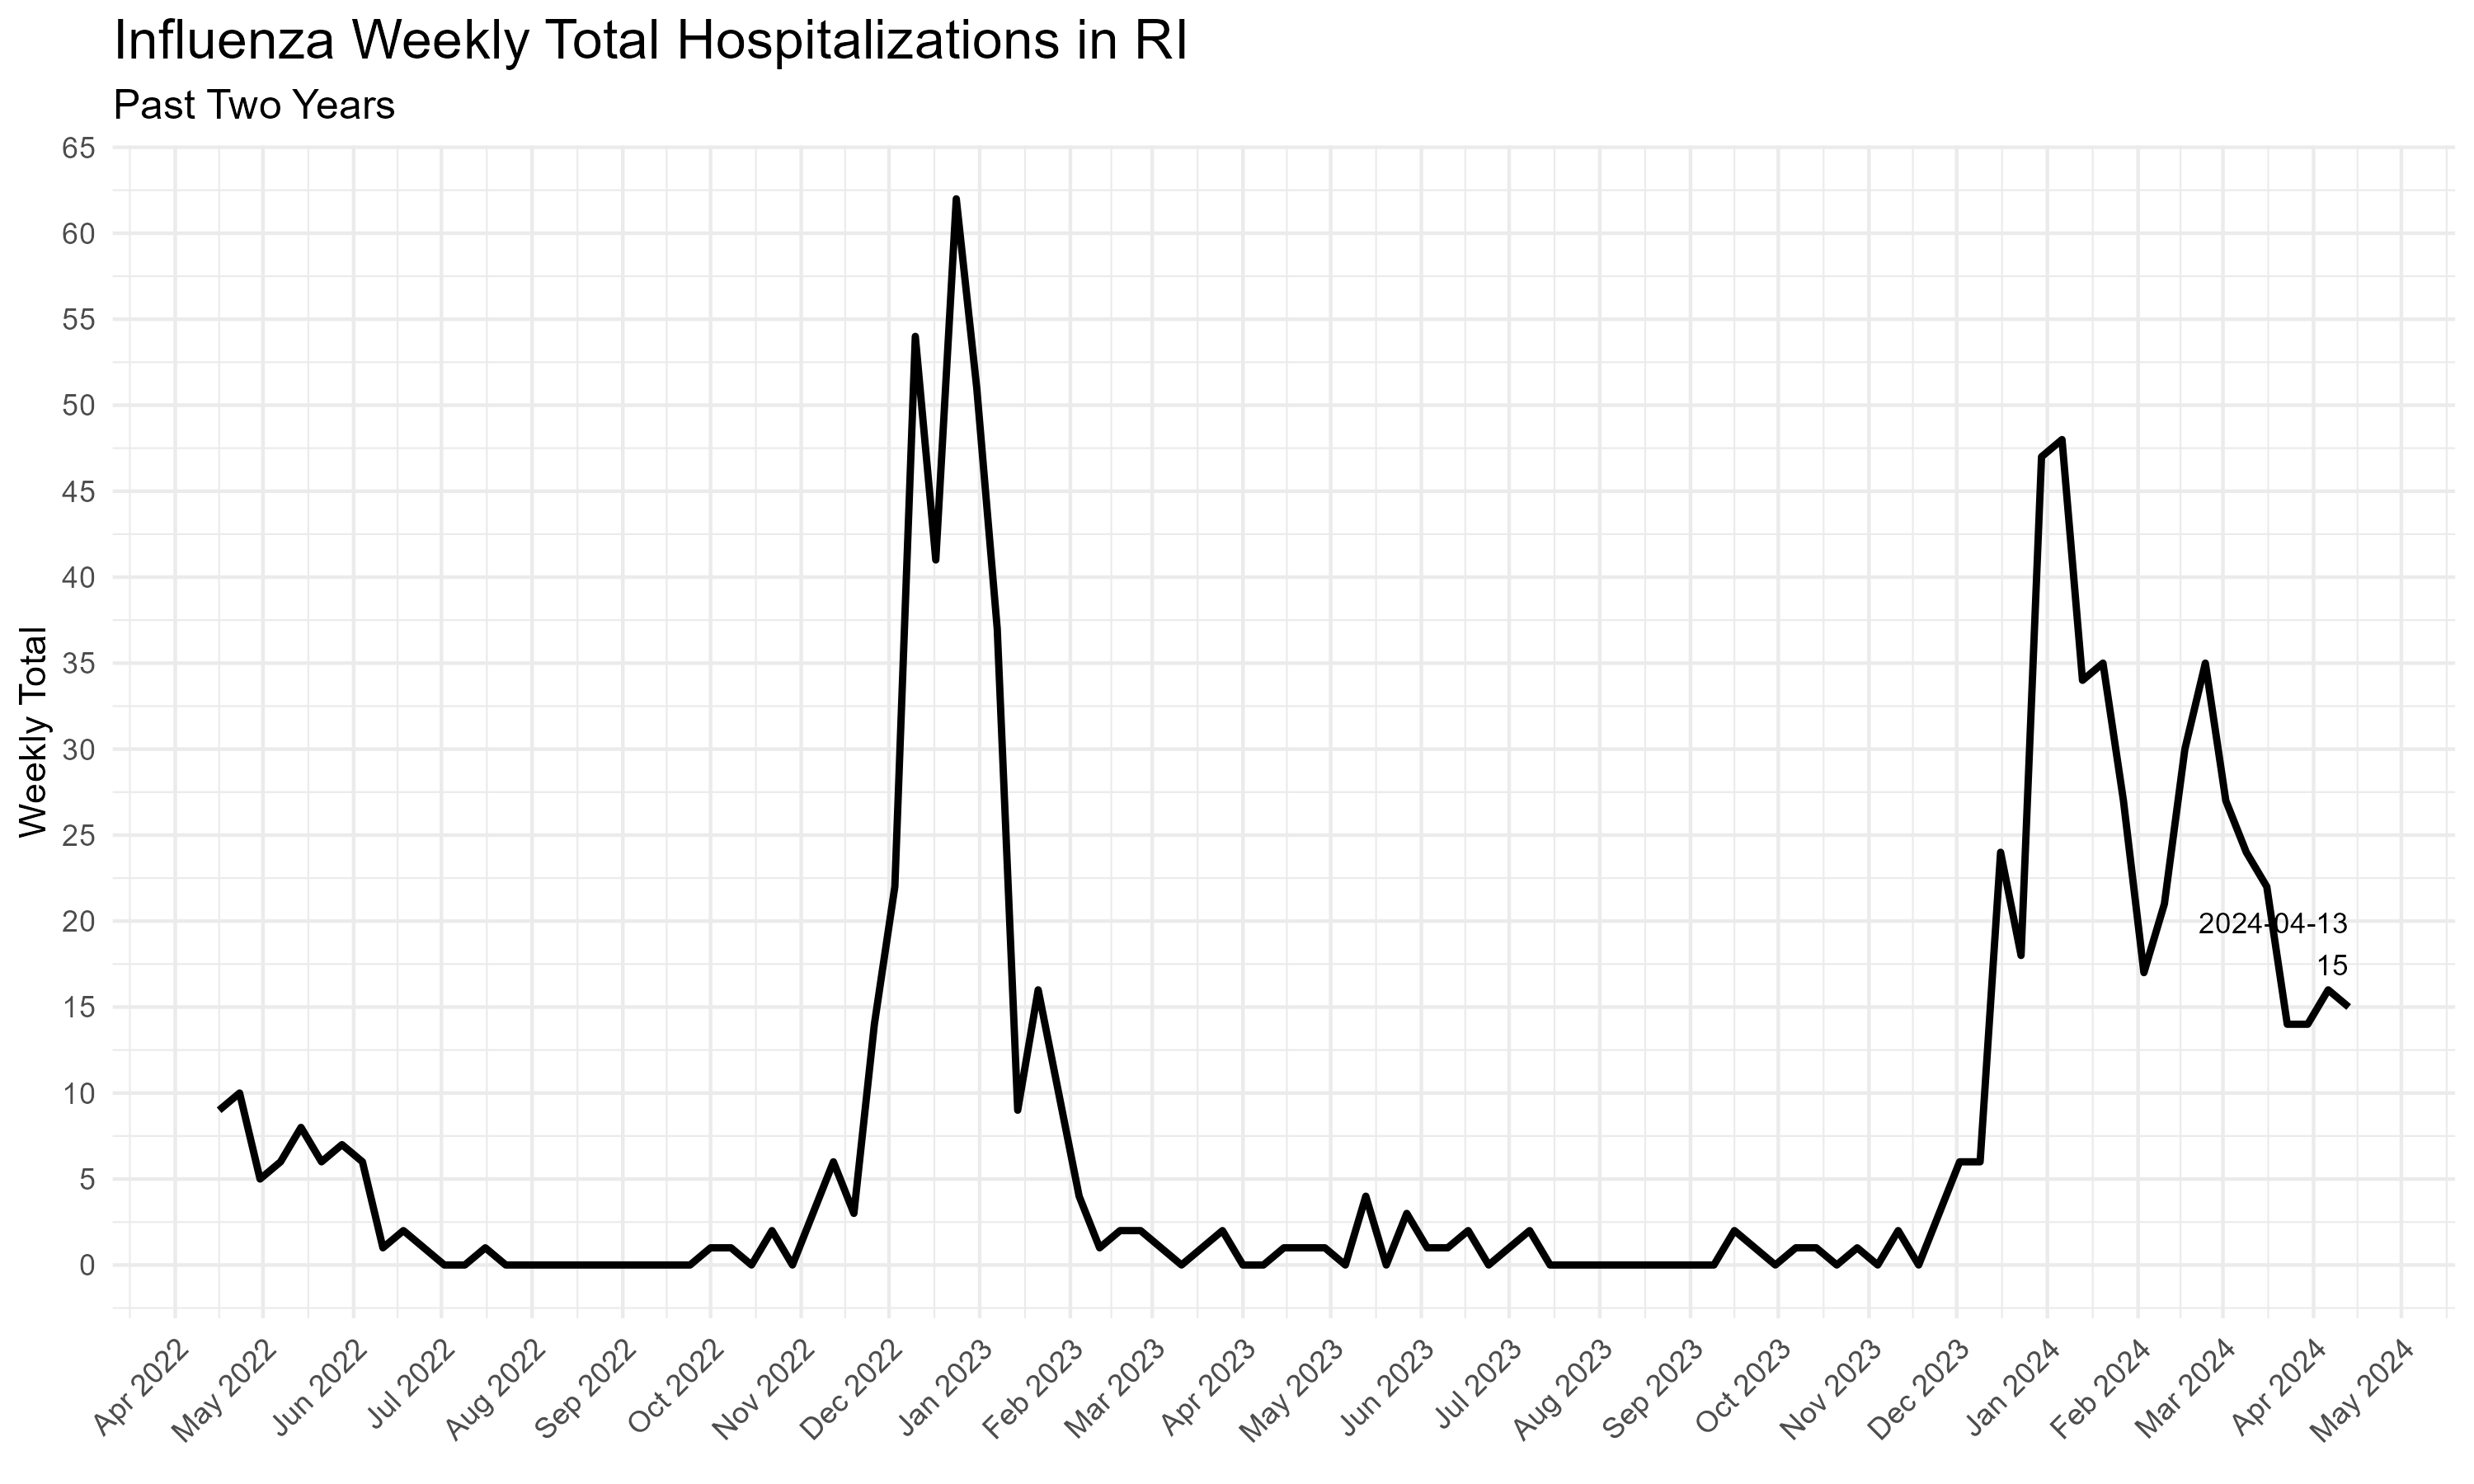 Influenza Weekly Total Hospitalizations in RI
Past Two Years
Weekly Total
65
60
55
50
45
40
35
30
25
20
15
10
5
0
2024-04-13
15
Apr 2022
May 2022
Jun 2022
Jul 2022
Aug 2022
Sep 2022
Oct 2022
Nov 2022
Dec 2022
Jan 2023
Feb 2023
Mar 2023
Apr 2023
May 2023
Jun 2023
Jul 2023
Aug 2023
Sep 2023
Oct 2023
Nov 2023
Dec 2023
Jan 2024
Feb 2024
Mar 2024
Apr 2024
May 2024